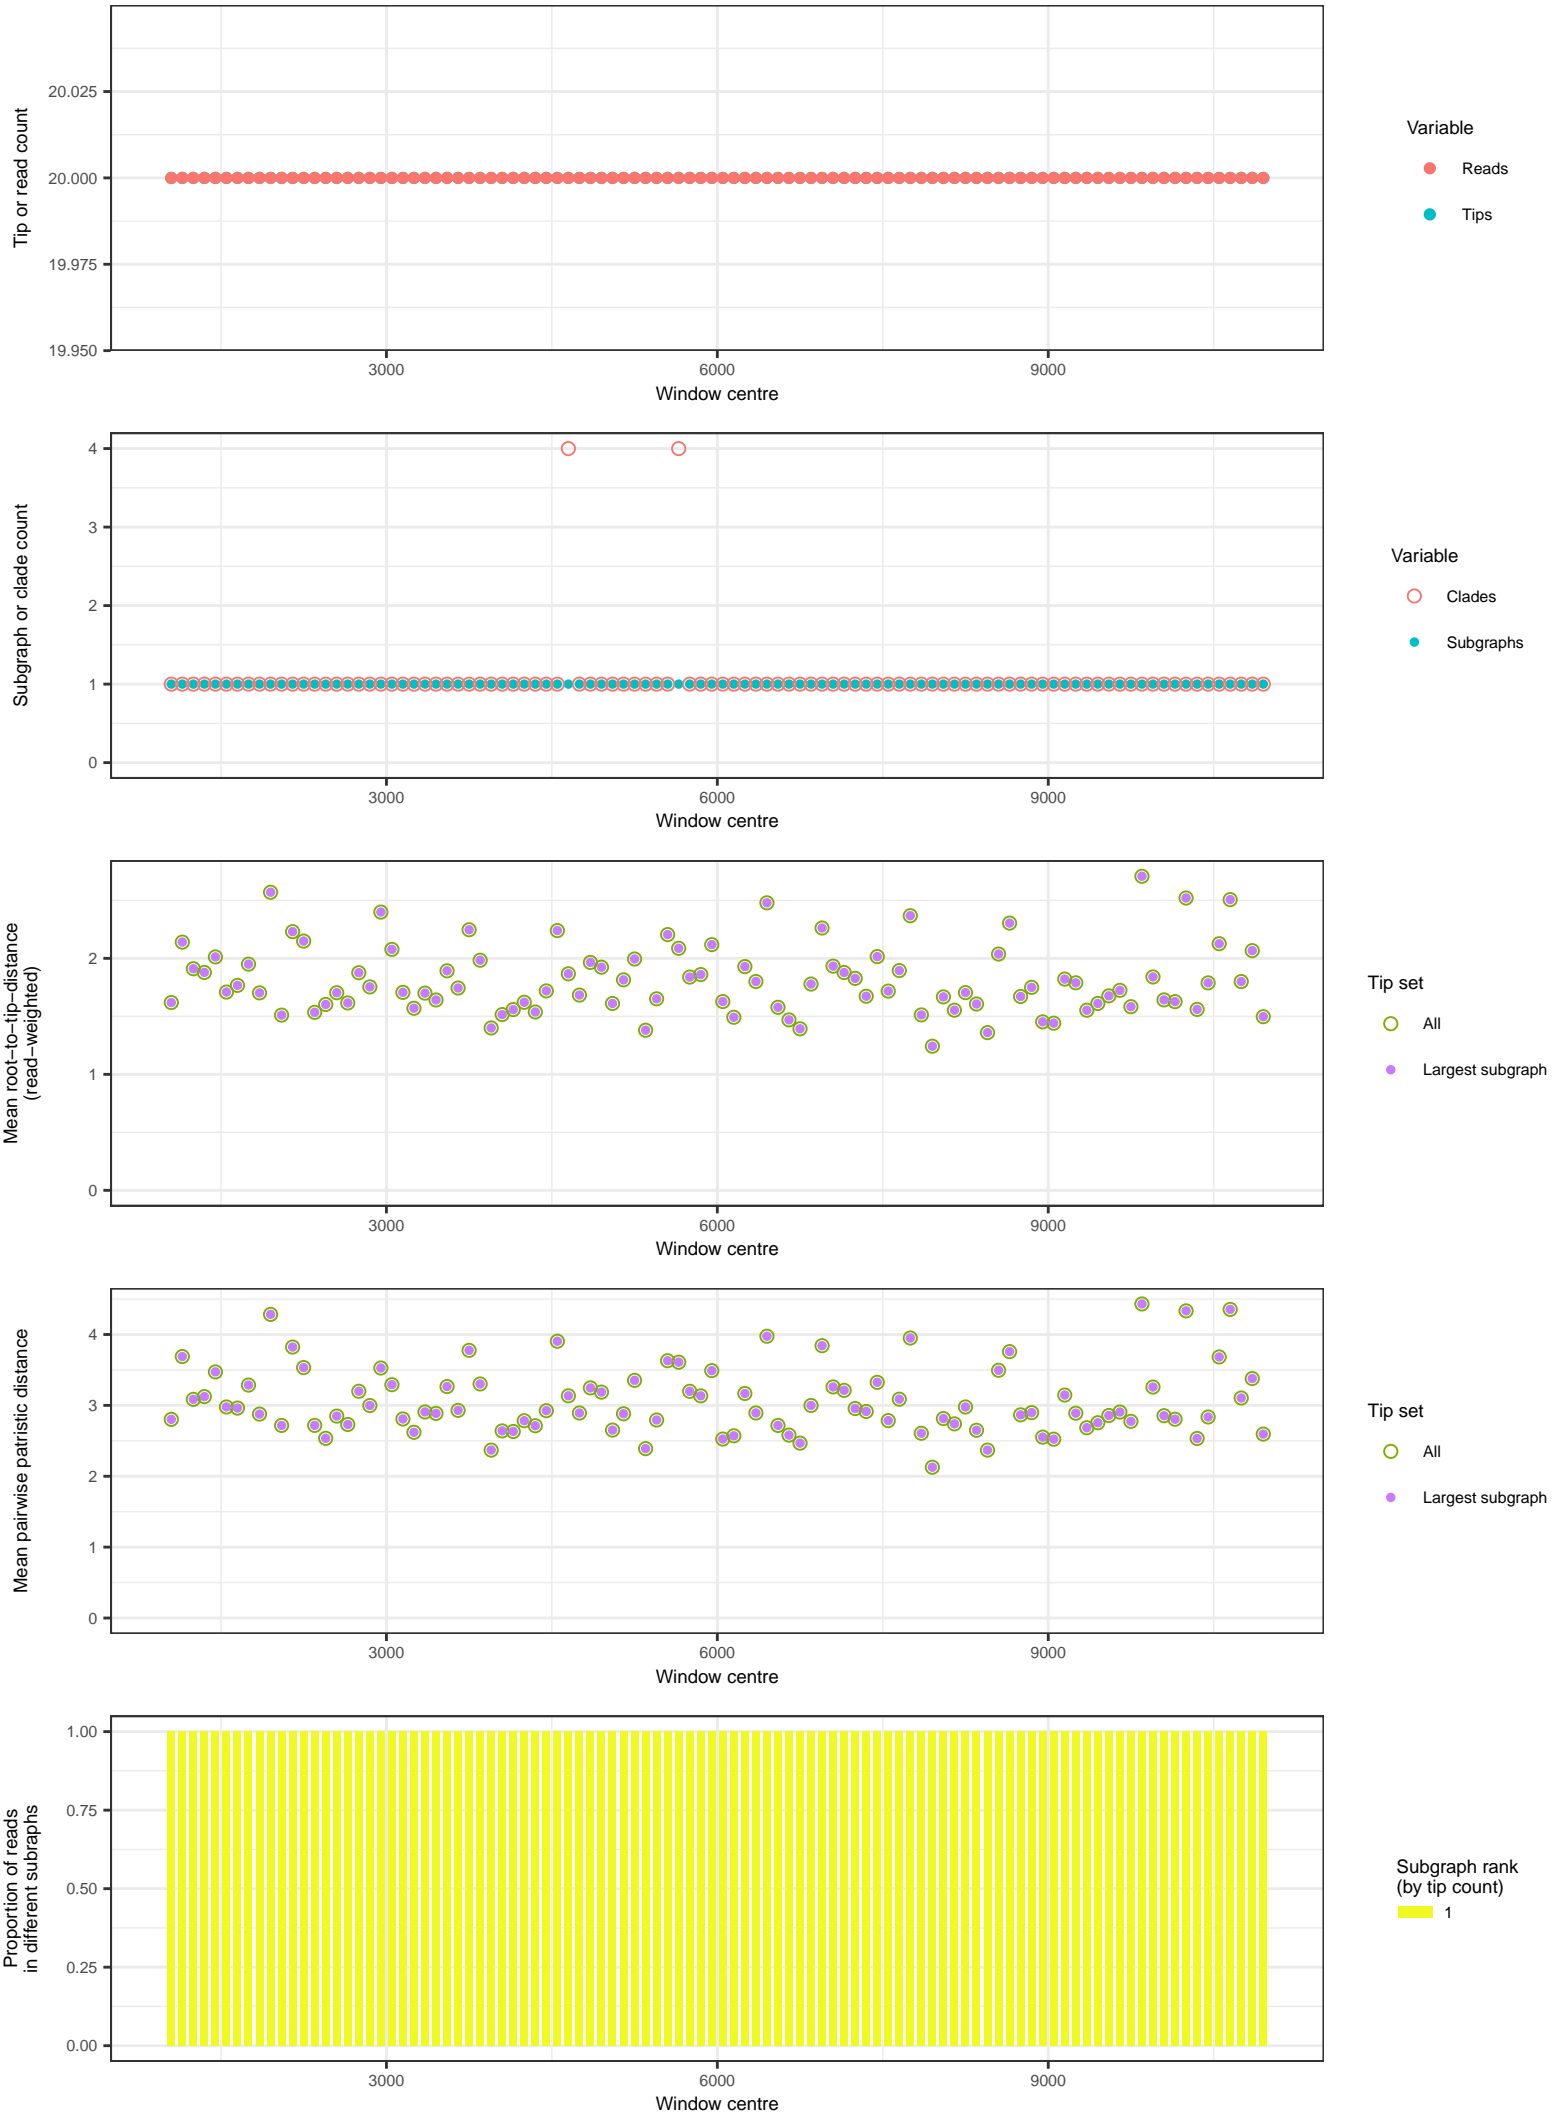 Tip or read count
20.025
20.000
19.975
19.950
3000
6000
9000
Window centre
Variable
Reads
Tips
Subgraph or clade count
4
3
2
1
0
3000
6000
9000
Window centre
Variable
Clades
Subgraphs
Mean root−to−tip−distance
(read−weighted)
2
1
0
3000
6000
9000
Window centre
Tip set
All
Largest subgraph
Mean pairwise patristic distance
4
3
2
1
0
3000
6000
9000
Window centre
Tip set
All
Largest subgraph
Proportion of reads
in different subraphs
1.00
0.75
0.50
0.25
0.00
3000
6000
9000
Window centre
Subgraph rank
(by tip count)
1